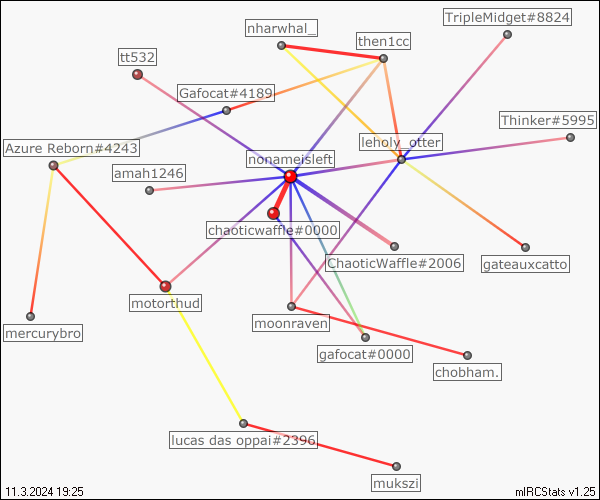 TripleMidget#8824
nharwhal_
then1cc
tt532
Gafocat#4189
Thinker#5995
leholy_otter
Azure Reborn#4243
nonameisleft
amah1246
chaoticwaffle#0000
ChaoticWaffle#2006
gateauxcatto
motorthud
moonraven
mercurybro
gafocat#0000
chobham.
lucas das oppai#2396
mukszi
11.3.2024 19:25
mIRCStats v1.25